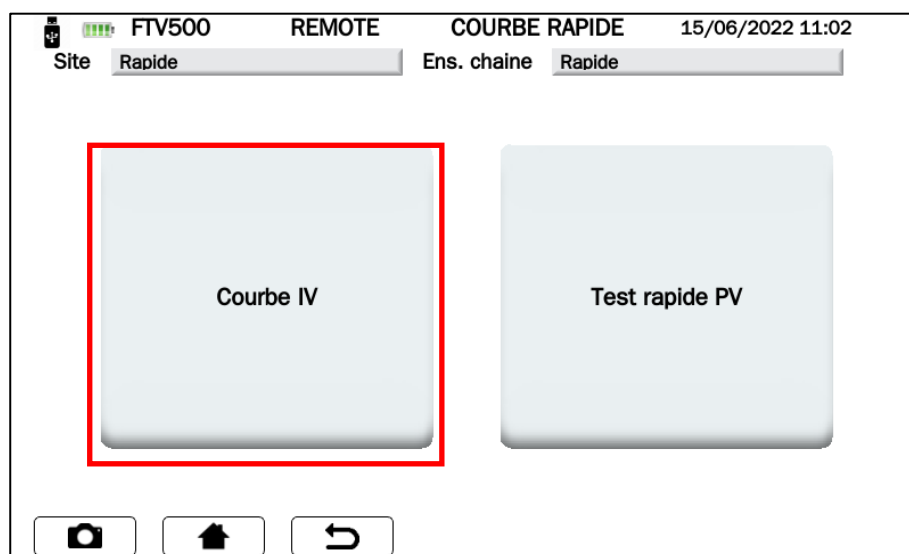 FTV500 REMOTE COURBE RAPIDE 15/06/2022 11:02
Site Rapide Ens. chaine Rapide
Courbe IV Test rapide PV